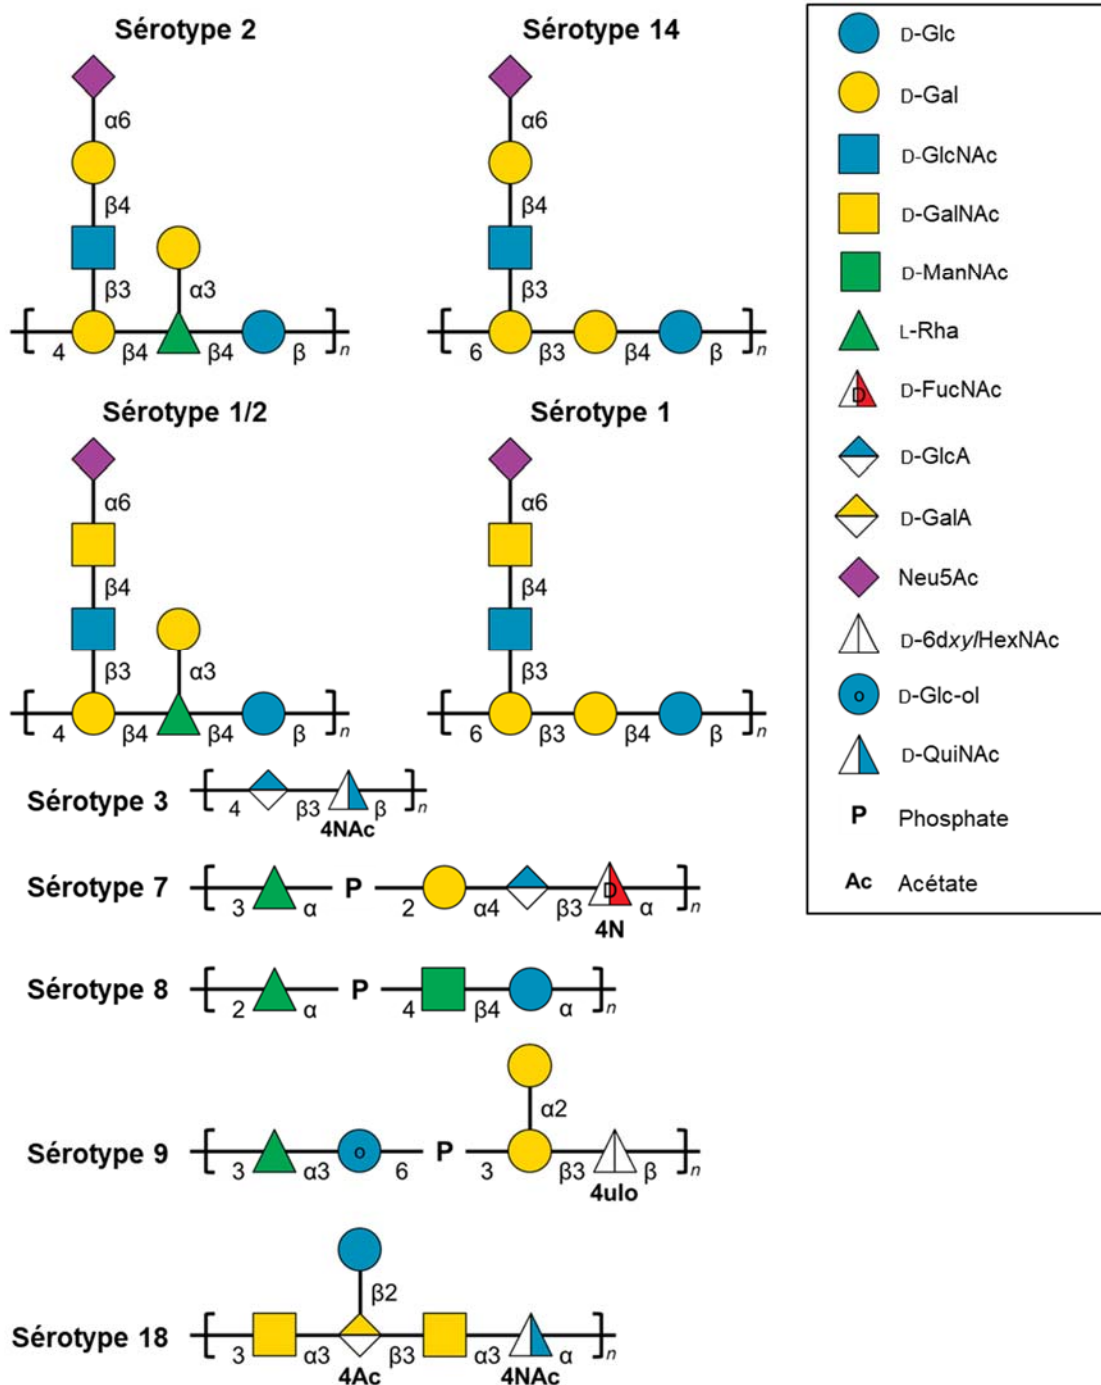 Sérotype 2
α6
β4
β3
α3
[
4
β4
β4
β
]n
Sérotype 14
α6
β4
β3
[
6
β3
β4
β
]n
Sérotype 1/2
α6
β4
β3
α3
[
4
β4
β4
β
]n
Sérotype 1
α6
β4
β3
[
6
β3
β4
β
]n
Sérotype 3
[
4
β3
β
]n
4NAc
Sérotype 7
[
3
α
P
2
α4
β3
D
α
]n
4N
Sérotype 8
[
2
α
P
4
β4
α
]n
Sérotype 9
α2
[
3
α3
o
6
P
3
β3
β
]n
4ulo
Sérotype 18
β2
[
3
α3
β3
α3
α
]n
4Ac
4NAc
D-Glc
D-Gal
D-GlcNAc
D-GalNAc
D-ManNAc
L-Rha
D D-FucNAc
D-GlcA
D-GalA
Neu5Ac
D-6dxylHexNAc
o D-Glc-ol
D-QuiNAc
P Phosphate
Ac Acétate